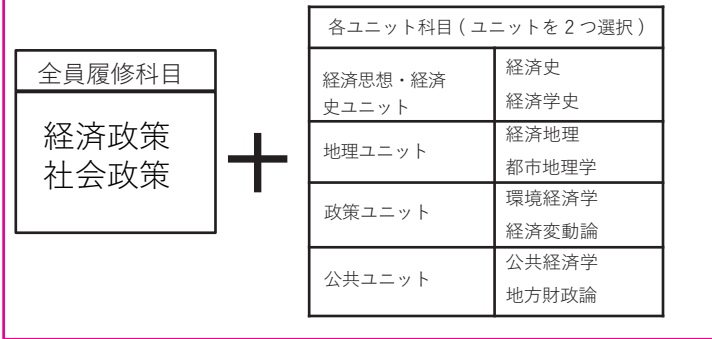 全員履修科目
経済政策
社会政策
+
各ユニット科目 ( ユニットを 2 つ選択 )
経済思想・経済
史ユニット
経済史
経済学史
地理ユニット
経済地理
都市地理学
政策ユニット
環境経済学
経済変動論
公共ユニット
公共経済学
地方財政論